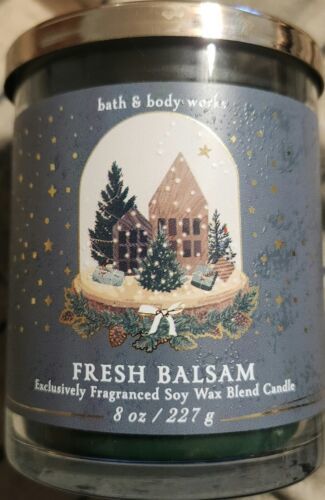 bath & body works
FRESH BALSAM
Exclusively Fragranced Soy Wax Blend Candle
8 oz / 227 g